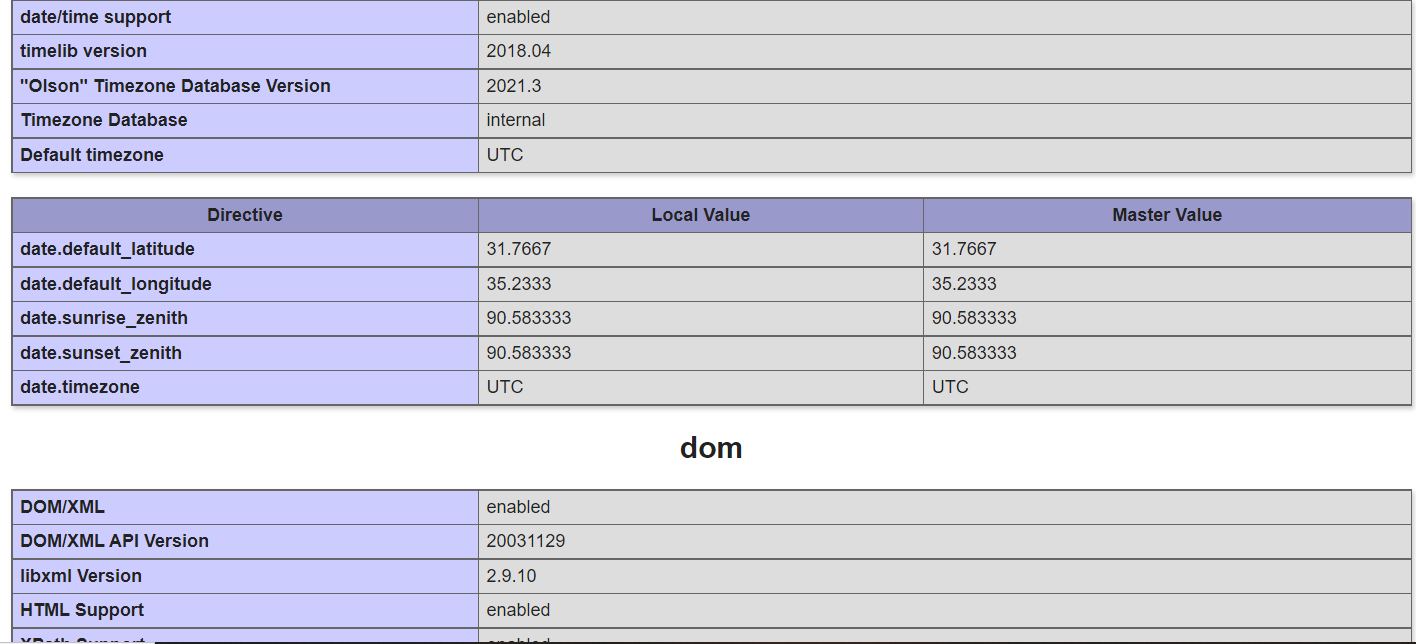 date/time support enabled
timelib version 2018.04
"Olson" Timezone Database Version 2021.3
Timezone Database internal
Default timezone UTC
Directive Local Value Master Value
date.default_latitude 31.7667 31.7667
date.default_longitude 35.2333 35.2333
date.sunrise_zenith 90.583333 90.583333
date.sunset_zenith 90.583333 90.583333
date.timezone UTC UTC
dom
DOM/XML enabled
DOM/XML API Version 20031129
libxml Version 2.9.10
HTML Support enabled
XPath Support enabled